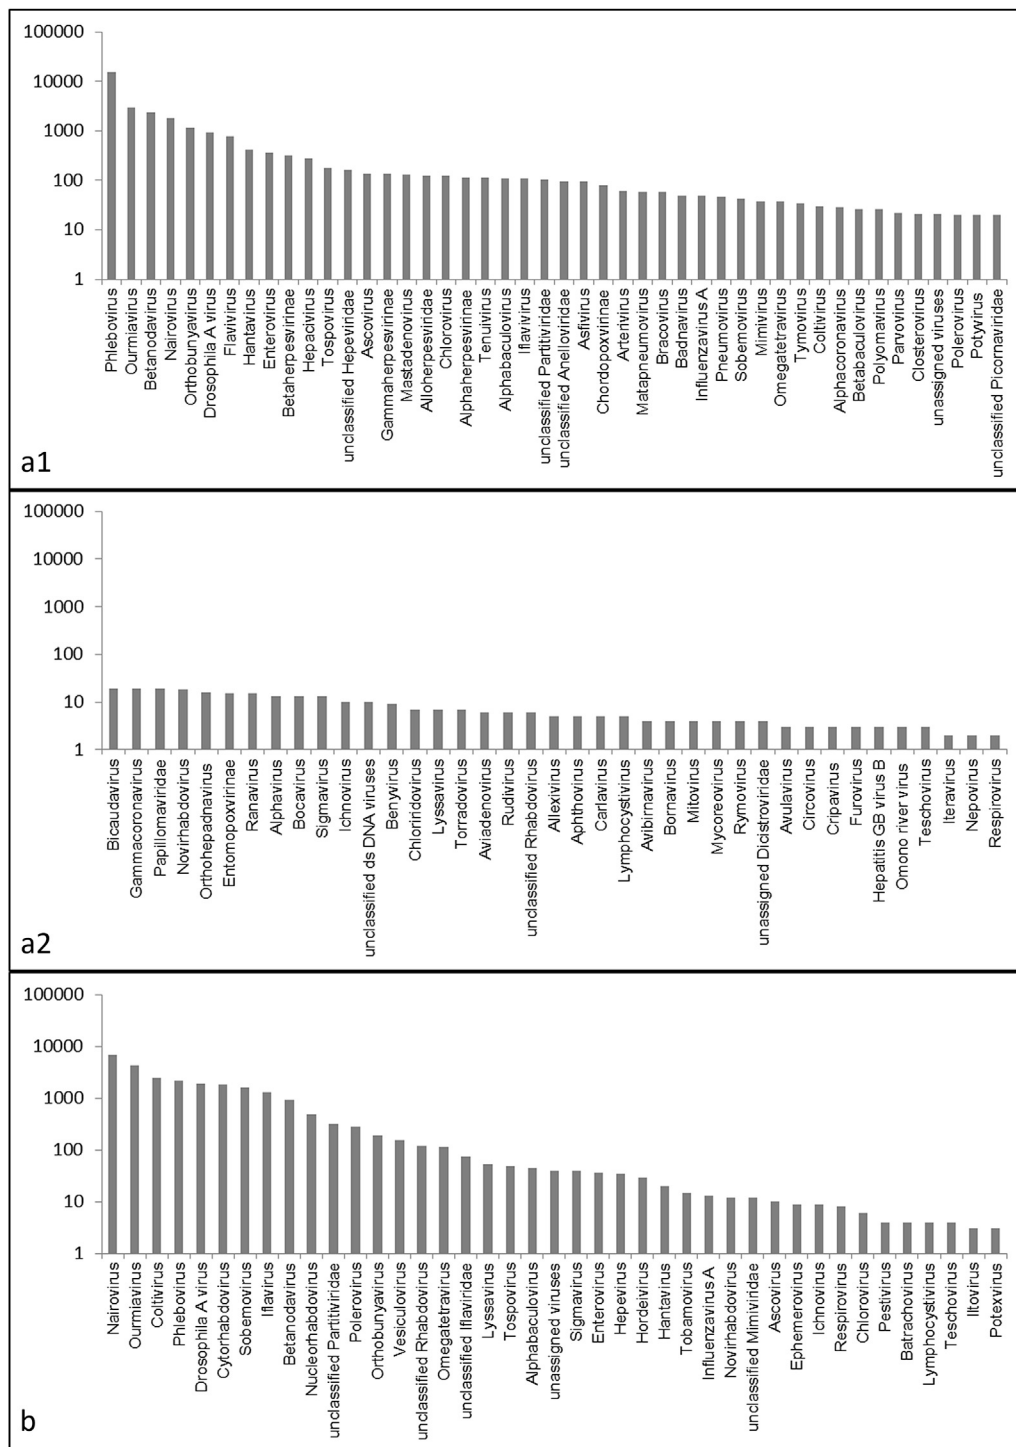 100000
10000
1000
100
10
1
Phlebovirus
Ourmiavirus
Betanodavirus
Nairovirus
Orthobunyavirus
Drosophila A virus
Flavivirus
Hantavirus
Enterovirus
Betaherpesvirinae
Hepacivirus
Tospovirus
unclassified Hepeviridae
Ascovirus
Gammaherpesvirinae
Mastadenovirus
Alloherpesviridae
Chlorovirus
Alphaherpesvirinae
Tenuivirus
Alphabaculovirus
Iflavivirus
unclassified Partitiviridae
unclassified Anelloviridae
Asfivirus
Chordopoxvirinae
Arterivirus
Matapneumovirus
Bracovirus
Badnavirus
Influenzavirus A
Pneumovirus
Sobemovirus
Mimivirus
Omegatetravirus
Tymovirus
Coltivirus
Alphacoronavirus
Betabaculovirus
Polyomavirus
Parvovirus
Closterovirus
unassigned viruses
Polerovirus
Potyvirus
unclassified Picornaviridae
a1
100000
10000
1000
100
10
1
Bicaudavirus
Gammacoronavirus
Papillomaviridae
Novirhabdovirus
Orthohepadnavirus
Entomopoxvirinae
Ranavirus
Alphavirus
Bocavirus
Sigmavirus
Ichnovirus
unclassified ds DNA viruses
Benyvirus
Chloriridovirus
Lyssavirus
Torradovirus
Aviadenovirus
Rudivirus
unclassified Rhabdovirus
Allexivirus
Aphthovirus
Carlavirus
Lymphocystivirus
Avibirnavirus
Bornavirus
Mitovirus
Mycoreovirus
Rymovirus
unassigned Dicistroviridae
Avulavirus
Circovirus
Cripavirus
Furovirus
Hepatitis GB virus B
Omono river virus
Teschovirus
Iteravirus
Nepovirus
Respirovirus
a2
100000
10000
1000
100
10
1
Nairovirus
Ourmiavirus
Coltivirus
Phlebovirus
Drosophila A virus
Cytorhabdovirus
Sobemovirus
Iflavirus
Betanodavirus
Nucleorhabdovirus
unclassified Partitiviridae
Polerovirus
Orthobunyavirus
Vesiculovirus
unclassified Rhabdovirus
Omegatetravirus
unclassified Iflaviridae
Lyssavirus
Tospovirus
Alphabaculovirus
unassigned viruses
Sigmavirus
Enterovirus
Hepevirus
Hordeivirus
Hantavirus
Tobamovirus
Influenzavirus A
Novirhabdovirus
unclassified Mimiviridae
Ascovirus
Ephemerovirus
Ichnovirus
Respirovirus
Chlorovirus
Pestivirus
Batrachovirus
Lymphocystivirus
Teschovirus
Iltovirus
Potexvirus
b